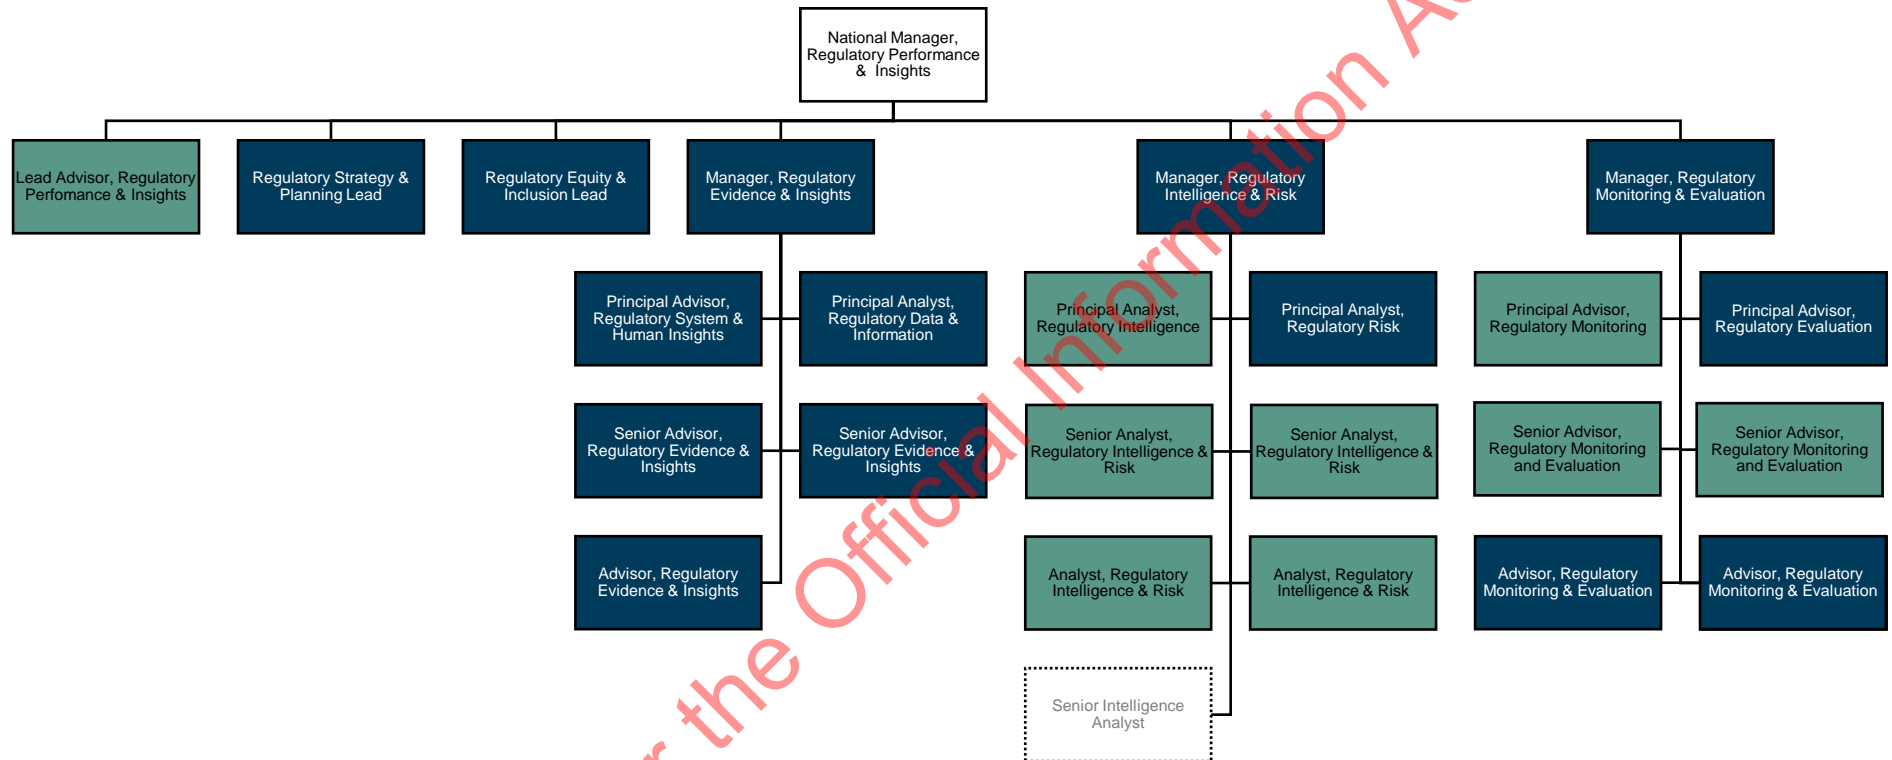 National Manager,
Regulatory Performance
& Insights
Lead Advisor, Regulatory
Perfomance & Insights
Regulatory Strategy &
Planning Lead
Regulatory Equity &
Inclusion Lead
Manager, Regulatory
Evidence & Insights
Manager, Regulatory
Intelligence & Risk
Manager, Regulatory
Monitoring & Evaluation
Principal Advisor,
Regulatory System &
Human Insights
Principal Analyst,
Regulatory Data &
Information
Principal Analyst,
Regulatory Intelligence
Principal Analyst,
Regulatory Risk
Principal Advisor,
Regulatory Monitoring
Principal Advisor,
Regulatory Evaluation
Senior Advisor,
Regulatory Evidence &
Insights
Senior Advisor,
Regulatory Evidence &
Insights
Senior Analyst,
Regulatory Intelligence &
Risk
Senior Analyst,
Regulatory Intelligence &
Risk
Senior Advisor,
Regulatory Monitoring
and Evaluation
Senior Advisor,
Regulatory Monitoring
and Evaluation
Advisor, Regulatory
Evidence & Insights
Analyst, Regulatory
Intelligence & Risk
Analyst, Regulatory
Intelligence & Risk
Advisor, Regulatory
Monitoring & Evaluation
Advisor, Regulatory
Monitoring & Evaluation
Senior Intelligence
Analyst
the Official Information